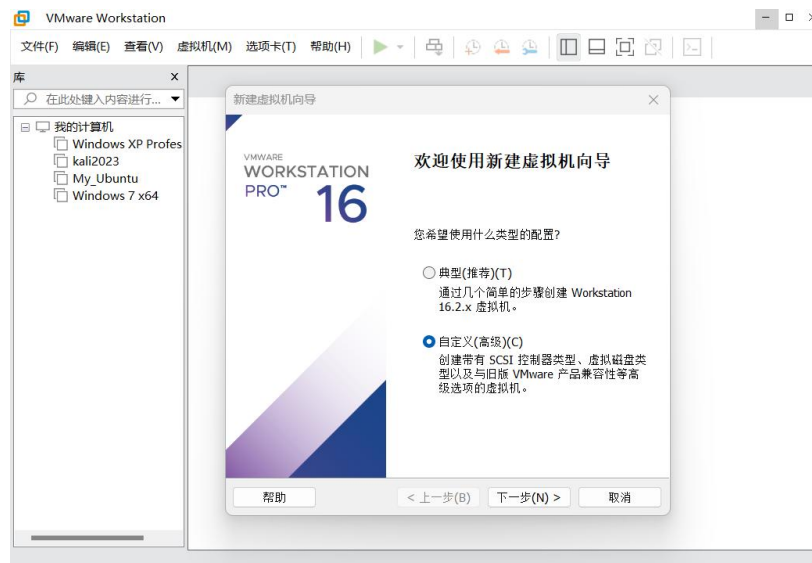 VMware Workstation
文件(F) 编辑(E) 查看(V) 虚拟机(M) 选项卡(T) 帮助(H)
库
在此处键入内容进行...
我的计算机
Windows XP Profes
kali2023
My_Ubuntu
Windows 7 x64
新建虚拟机向导
VMWARE
WORKSTATION
PRO™ 16
欢迎使用新建虚拟机向导
您希望使用什么类型的配置?
典型(推荐)(T)
通过几个简单的步骤创建 Workstation
16.2.x 虚拟机。
自定义(高级)(C)
创建带有 SCSI 控制器类型、虚拟磁盘类
型以及与旧版 VMware 产品兼容性等高
级选项的虚拟机。
帮助 < 上一步(B) 下一步(N) > 取消